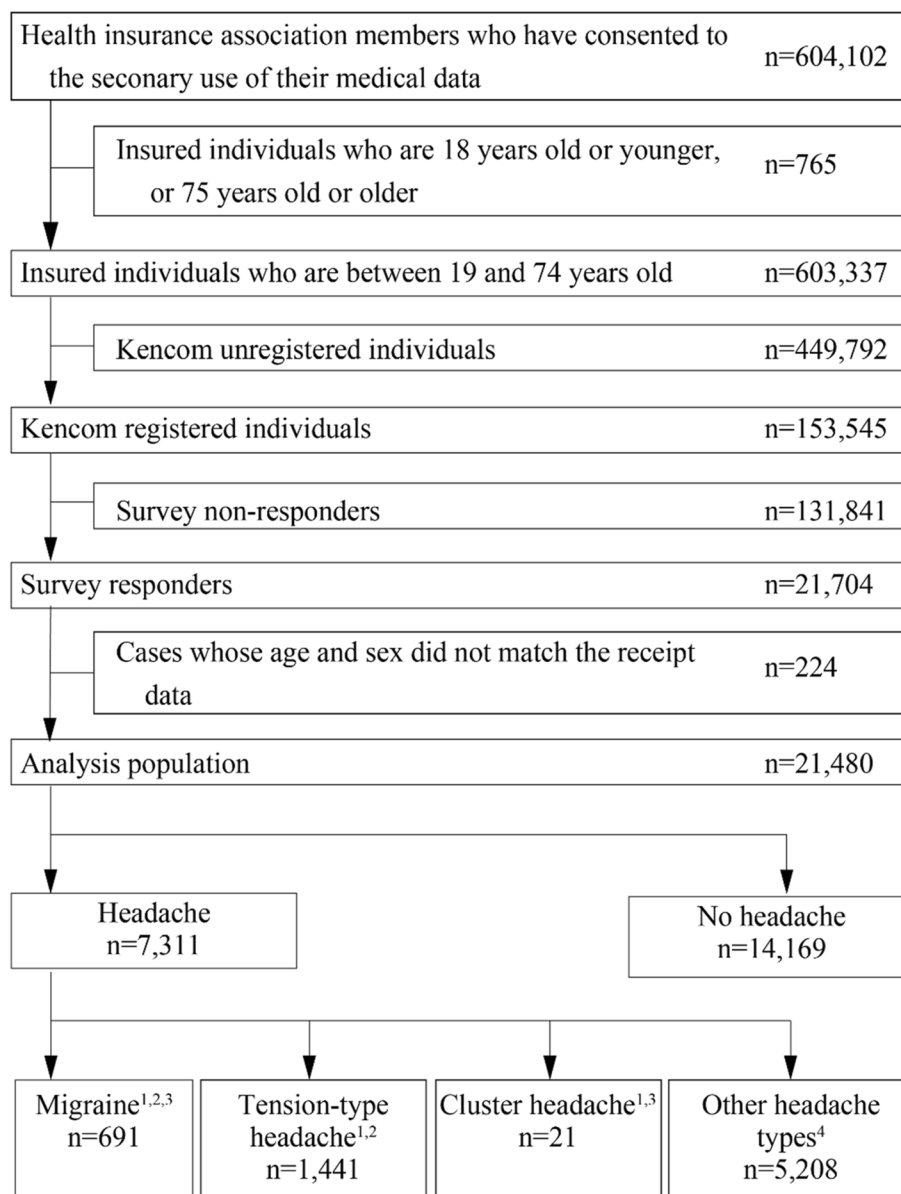 Health insurance association members who have consented to
the seconary use of their medical data
n=604,102
Insured individuals who are 18 years old or younger,
or 75 years old or older
n=765
Insured individuals who are between 19 and 74 years old
n=603,337
Kencom unregistered individuals
n=449,792
Kencom registered individuals
n=153,545
Survey non-responders
n=131,841
Survey responders
n=21,704
Cases whose age and sex did not match the receipt
data
n=224
Analysis population
n=21,480
Headache
n=7,311
No headache
n=14,169
Migraine1,2,3
n=691
Tension-type
headache1,2
n=1,441
Cluster headache1,3
n=21
Other headache
types4
n=5,208